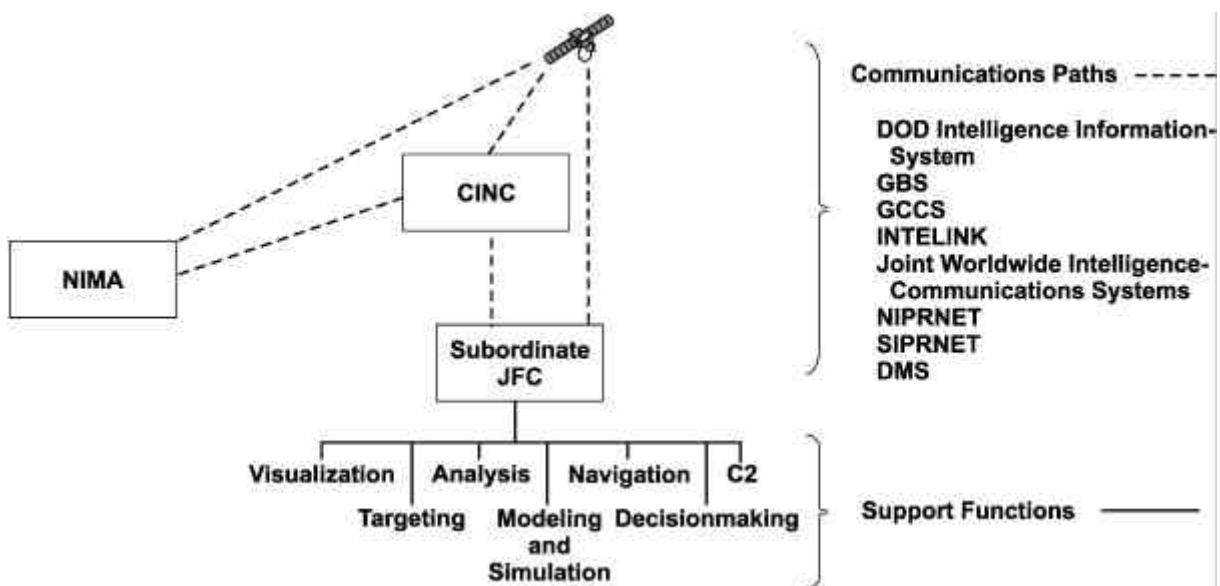 Communications Paths
CINC
DOD Intelligence Information-
System
GBS
GCCS
INTELINK
Joint Worldwide Intelligence-
Communications Systems
NIPRNET
SIPRNET
DMS
NIMA
Subordinate
JFC
Visualization
Analysis
Navigation
C2
Targeting
Modeling
and
Simulation
Decisionmaking
Support Functions